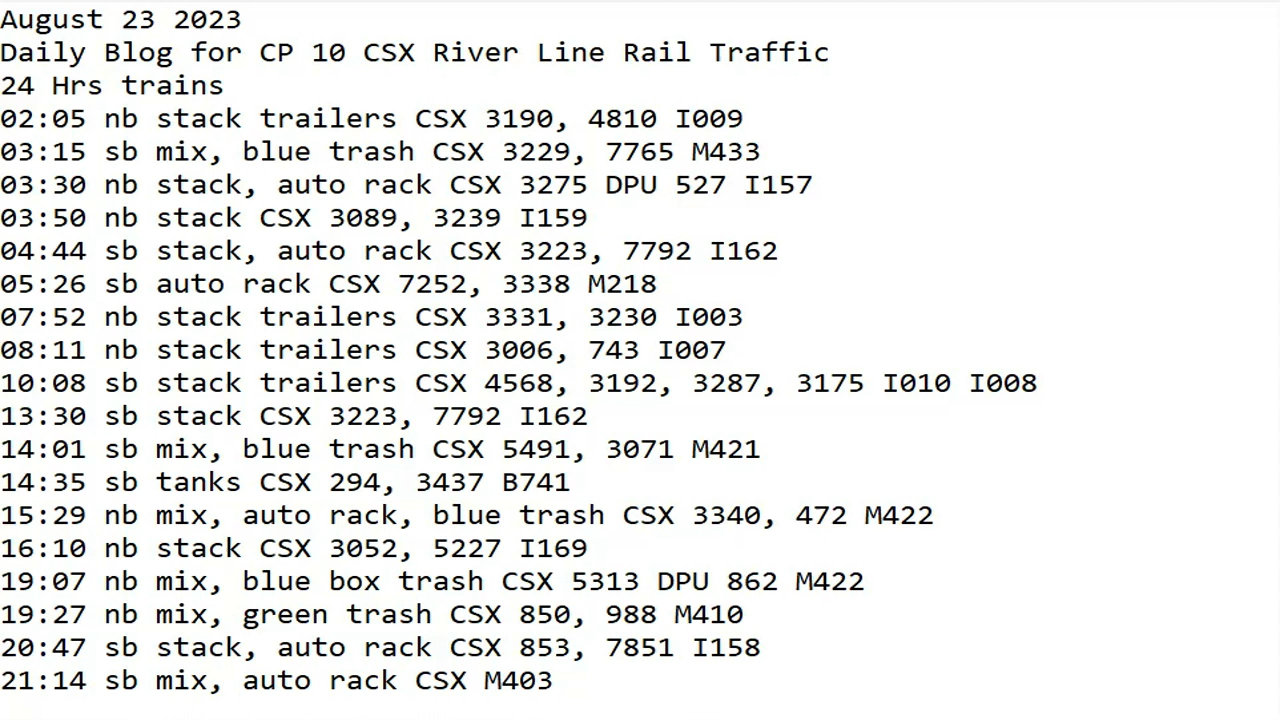 August 23 2023
Daily Blog for CP 10 CSX River Line Rail Traffic
24 Hrs trains
02:05 nb stack trailers CSX 3190, 4810 I009
03:15 sb mix, blue trash CSX 3229, 7765 M433
03:30 nb stack, auto rack CSX 3275 DPU 527 I157
03:50 nb stack CSX 3089, 3239 I159
04:44 sb stack, auto rack CSX 3223, 7792 I162
05:26 sb auto rack CSX 7252, 3338 M218
07:52 nb stack trailers CSX 3331, 3230 I003
08:11 nb stack trailers CSX 3006, 743 I007
10:08 sb stack trailers CSX 4568, 3192, 3287, 3175 I010 I008
13:30 sb stack CSX 3223, 7792 I162
14:01 sb mix, blue trash CSX 5491, 3071 M421
14:35 sb tanks CSX 294, 3437 B741
15:29 nb mix, auto rack, blue trash CSX 3340, 472 M422
16:10 nb stack CSX 3052, 5227 I169
19:07 nb mix, blue box trash CSX 5313 DPU 862 M422
19:27 nb mix, green trash CSX 850, 988 M410
20:47 sb stack, auto rack CSX 853, 7851 I158
21:14 sb mix, auto rack CSX M403